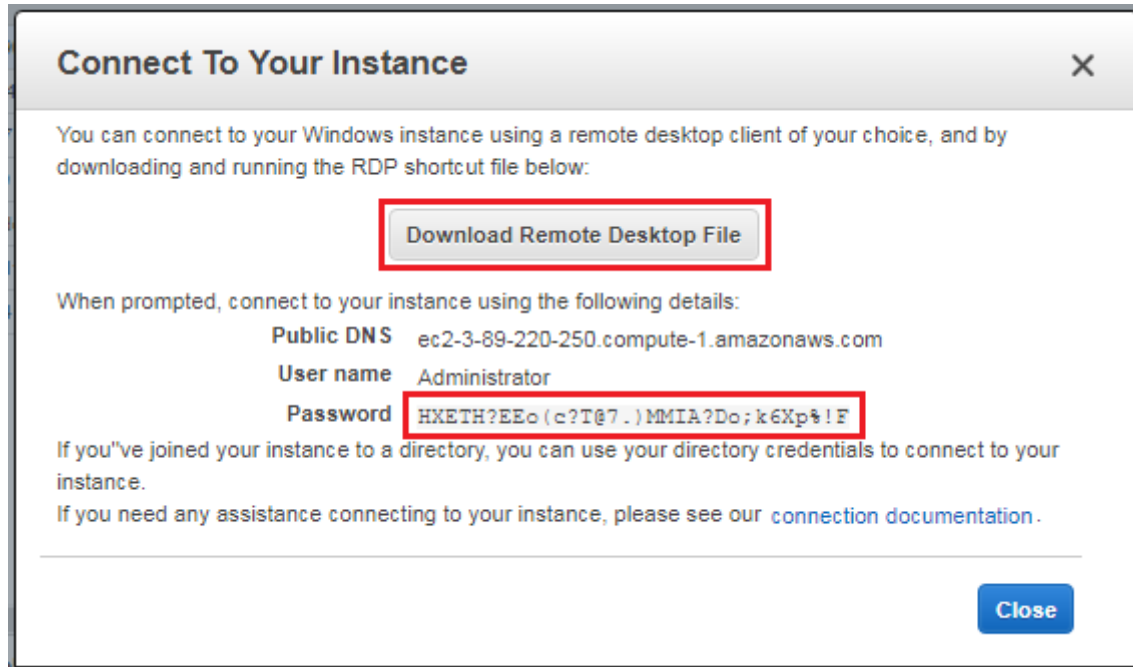 Connect To Your Instance
You can connect to your Windows instance using a remote desktop client of your choice, and by
downloading and running the RDP shortcut file below:
Download Remote Desktop File
When prompted, connect to your instance using the following details:
Public DNS ec2-3-89-220-250.compute-1.amazonaws.com
User name Administrator
Password HXETH?EEo(c?T@7.)MMIA?Do;k6Xp%!F
If you"ve joined your instance to a directory, you can use your directory credentials to connect to your
instance.
If you need any assistance connecting to your instance, please see our connection documentation.
Close